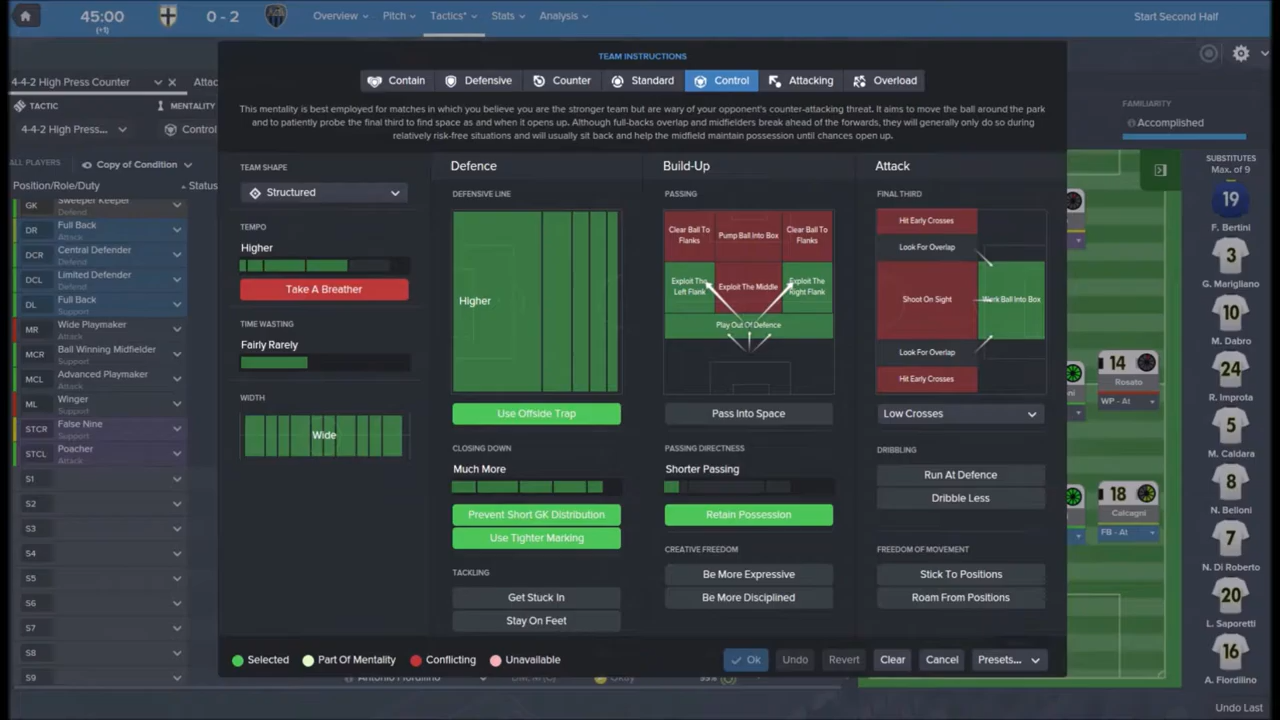 45:00
(+1)
0 - 2
Overview
Pitch
Tactics*
Stats
Analysis
Start Second Half
TEAM INSTRUCTIONS
4-4-2 High Press Counter
Attac
Contain
Defensive
Counter
Standard
Control
Attacking
Overload
TACTIC
MENTALITY
4-4-2 High Press...
Control
This mentality is best employed for matches in which you believe you are the stronger team but are wary of your opponent's counter-attacking threat. It aims to move the ball around the park
and to patiently probe the final third to find space as and when it opens up. Although full-backs overlap and midfielders break ahead of the forwards, they will generally only do so during
relatively risk-free situations and will usually sit back and help the midfield maintain possession until chances open up.
FAMILIARITY
Accomplished
ALL PLAYERS
Copy of Condition
Position/Role/Duty
Status
GK
Sweeper Keeper
Defend
DR
Full Back
Attack
DCR
Central Defender
Defend
DCL
Limited Defender
Defend
DL
Full Back
Attack
MR
Wide Playmaker
Attack
MCR
Ball Winning Midfielder
Defend
MCL
Advanced Playmaker
Support
ML
Winger
Support
STCR
False Nine
Support
STCL
Poacher
Attack
S1
S2
S3
S4
S5
S6
S7
S8
S9
TEAM SHAPE
Structured
TEMPO
Higher
Take A Breather
TIME WASTING
Fairly Rarely
WIDTH
Wide
Defence
DEFENSIVE LINE
Higher
Use Offside Trap
CLOSING DOWN
Much More
Prevent Short GK Distribution
Use Tighter Marking
TACKLING
Get Stuck In
Stay On Feet
Build-Up
PASSING
Clear Ball To
Flanks
Pump Ball Into Box
Clear Ball To
Flanks
Exploit The
Left Flank
Exploit The Middle
Exploit The
Right Flank
Play Out Of Defence
Pass Into Space
PASSING DIRECTNESS
Shorter Passing
Retain Possession
CREATIVE FREEDOM
Be More Expressive
Be More Disciplined
Attack
FINAL THIRD
Hit Early Crosses
Look For Overlap
Shoot On Sight
Work Ball Into Box
Look For Overlap
Hit Early Crosses
Low Crosses
DRIBBLING
Run At Defence
Dribble Less
FREEDOM OF MOVEMENT
Stick To Positions
Roam From Positions
Selected
Part Of Mentality
Conflicting
Unavailable
Ok
Undo
Revert
Clear
Cancel
Presets...
14
Rosato
WP - At
18
Calcagni
FB - At
SUBSTITUTES
Max. of 9
19
F. Bertini
3
G. Marigliano
10
M. Dabro
24
R. Improta
5
M. Caldara
8
N. Belloni
7
N. Di Roberto
20
L. Saporetti
16
A. Fiordilino
Antonio Fiordilino
Okay
99%
Undo Last